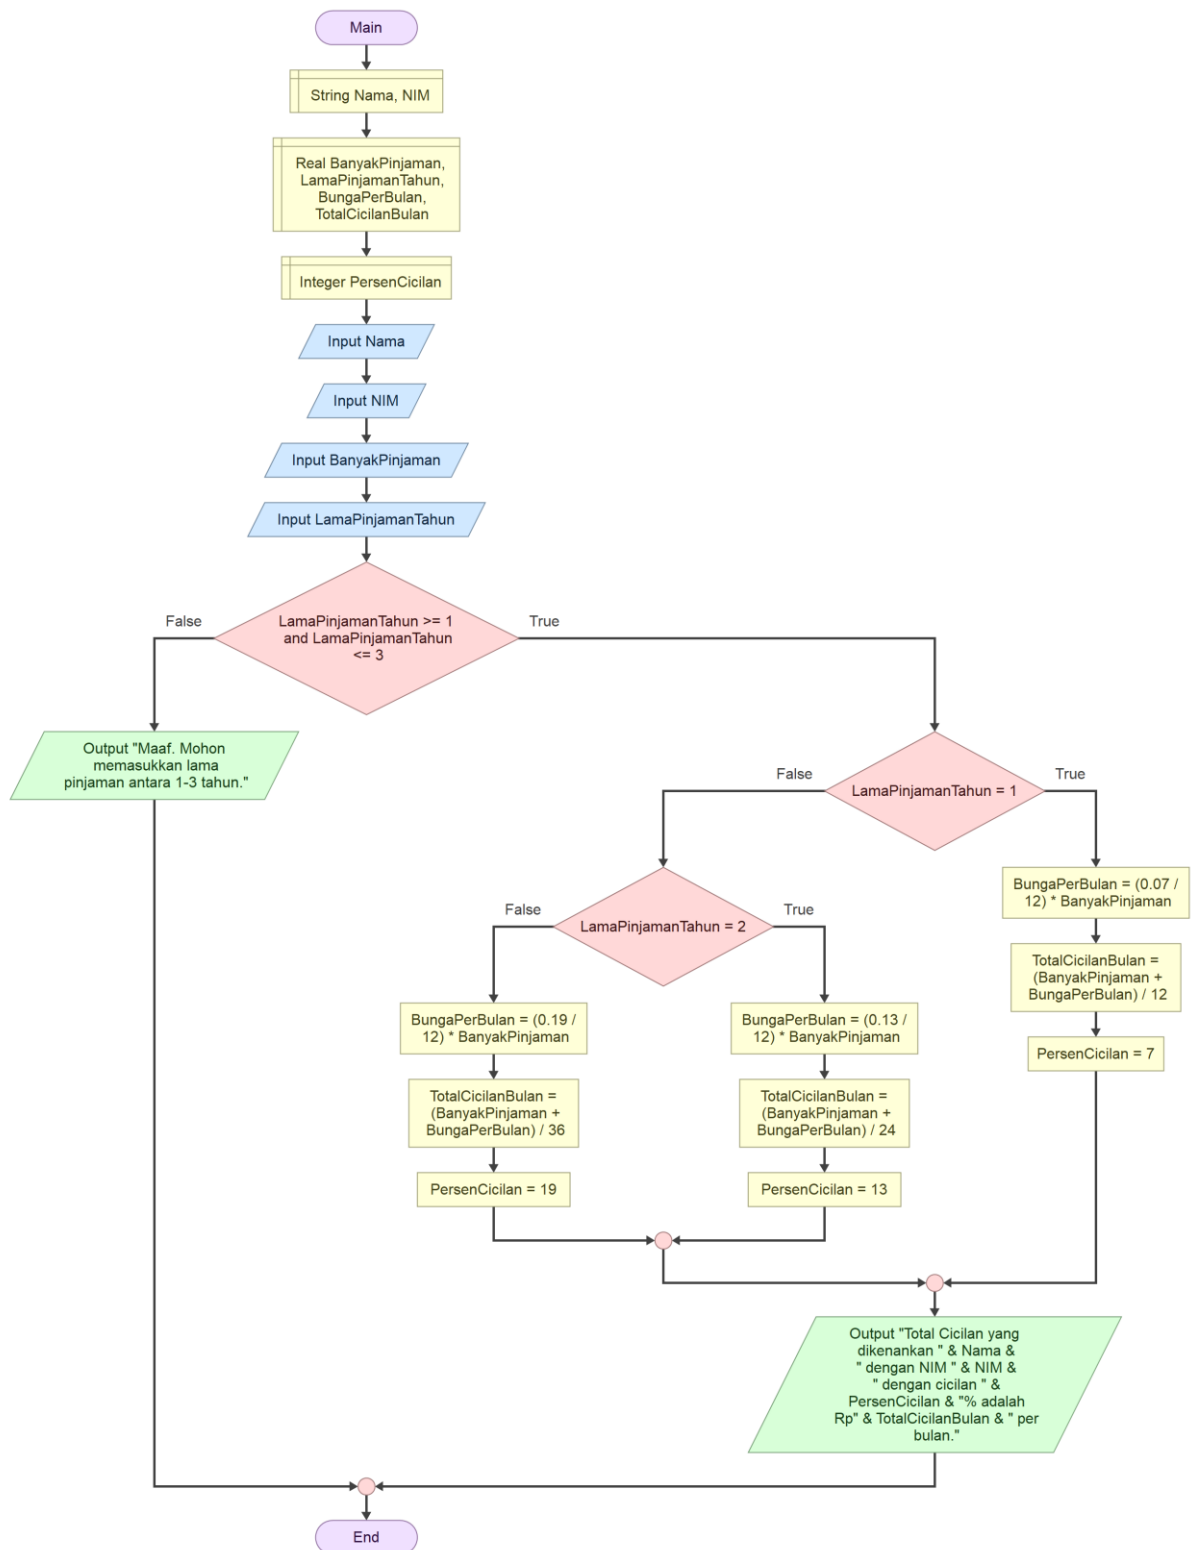 Main
String Nama, NIM
Real BanyakPinjaman,
LamaPinjamanTahun,
BungaPerBulan,
TotalCicilanBulan
Integer PersenCicilan
Input Nama
Input NIM
Input BanyakPinjaman
Input LamaPinjamanTahun
False
LamaPinjamanTahun >= 1
and LamaPinjamanTahun
<= 3
True
Output "Maaf. Mohon
memasukkan lama
pinjaman antara 1-3 tahun."
False
LamaPinjamanTahun = 1
True
False
LamaPinjamanTahun = 2
True
BungaPerBulan = (0.07 /
12) * BanyakPinjaman
TotalCicilanBulan =
(BanyakPinjaman +
BungaPerBulan) / 12
PersenCicilan = 7
BungaPerBulan = (0.19 /
12) * BanyakPinjaman
TotalCicilanBulan =
(BanyakPinjaman +
BungaPerBulan) / 36
PersenCicilan = 19
BungaPerBulan = (0.13 /
12) * BanyakPinjaman
TotalCicilanBulan =
(BanyakPinjaman +
BungaPerBulan) / 24
PersenCicilan = 13
Output "Total Cicilan yang
dikenankan " & Nama &
" dengan NIM " & NIM &
" dengan cicilan " &
PersenCicilan & "% adalah
Rp" & TotalCicilanBulan & " per
bulan."
End